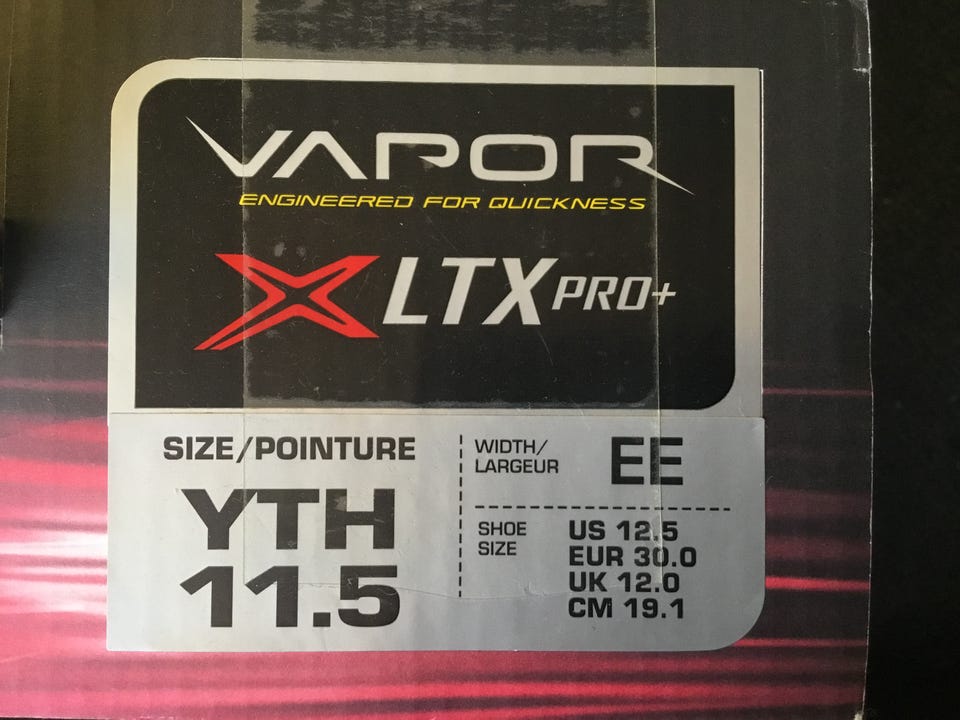 VAPOR
ENGINEERED FOR QUICKNESS
X LTX PRO+
SIZE/POINTURE
YTH
11.5
WIDTH/
LARGEUR
EE
SHOE
SIZE
US 12.5
EUR 30.0
UK 12.0
CM 19.1